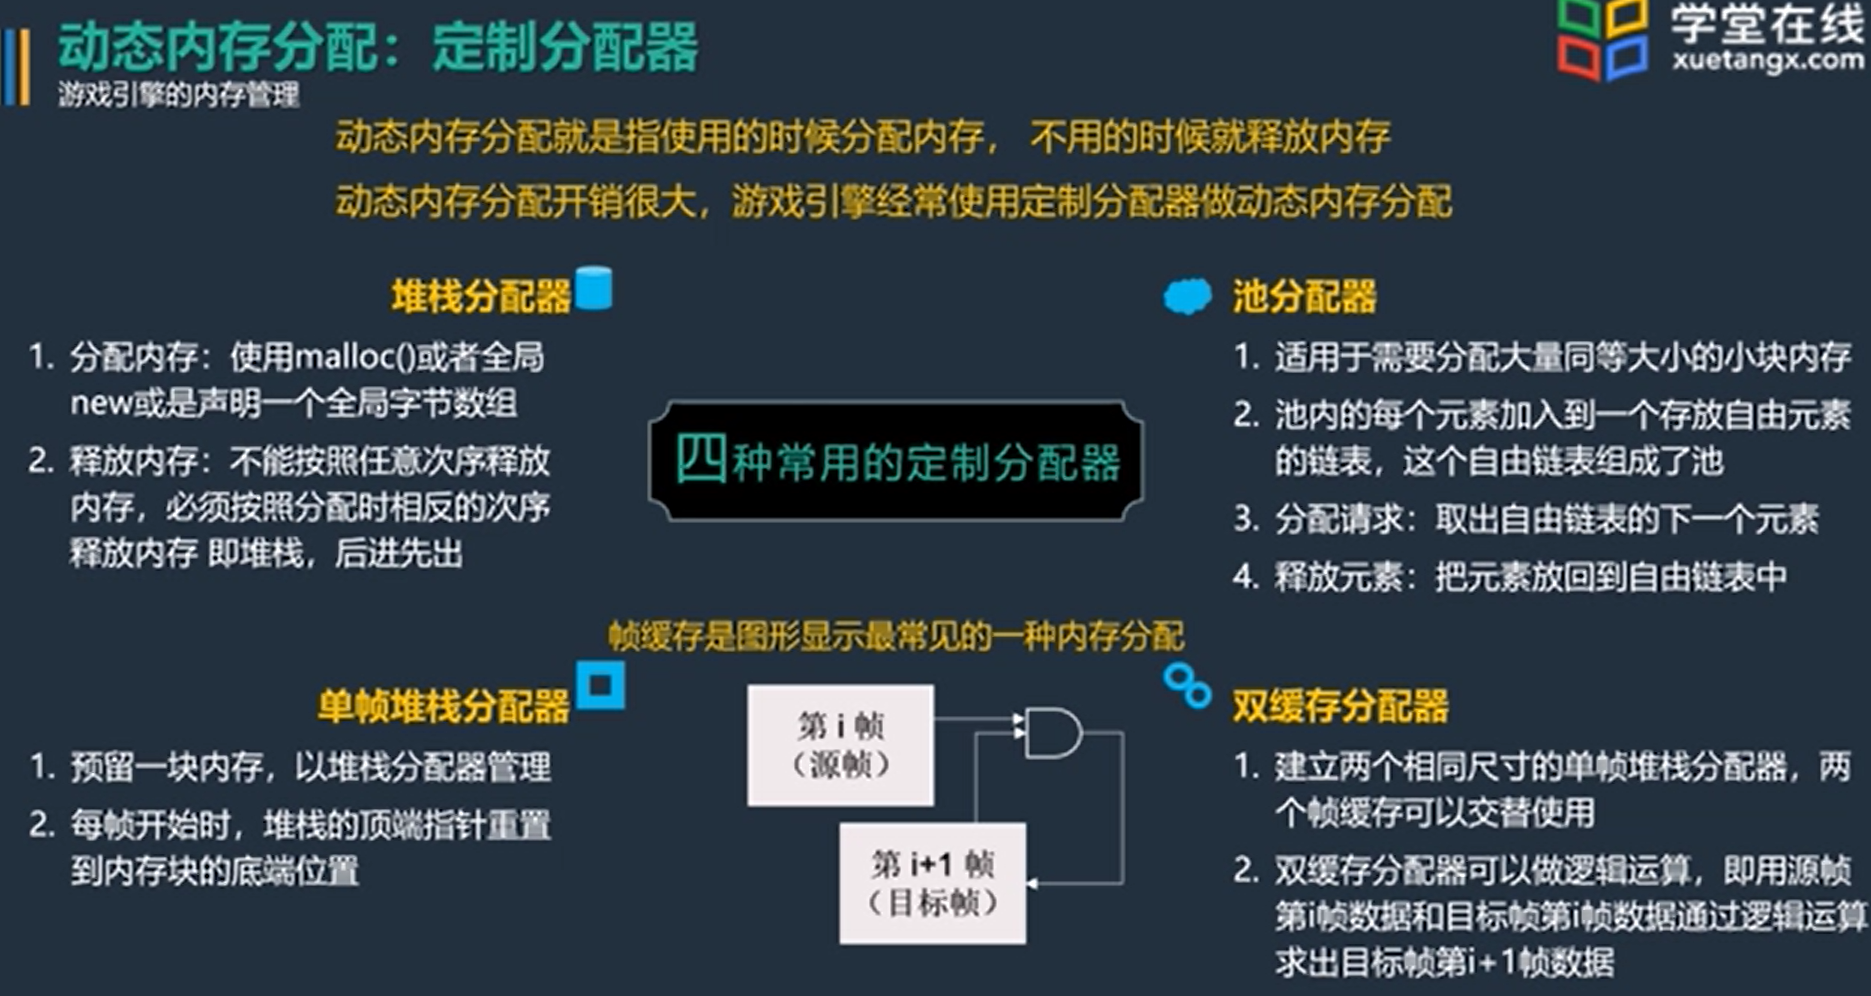 动态内存分配：定制分配器
游戏引擎的内存管理
学堂在线
xuetangx.com
动态内存分配就是指使用的时候分配内存， 不用的时候就释放内存
动态内存分配开销很大，游戏引擎经常使用定制分配器做动态内存分配
堆栈分配器
1. 分配内存：使用malloc()或者全局
new或是声明一个全局字节数组
2. 释放内存：不能按照任意次序释放
内存，必须按照分配时相反的次序
释放内存 即堆栈，后进先出
四种常用的定制分配器
池分配器
1. 适用于需要分配大量同等大小的小块内存
2. 池内的每个元素加入到一个存放自由元素
的链表，这个自由链表组成了池
3. 分配请求：取出自由链表的下一个元素
4. 释放元素：把元素放回到自由链表中
帧缓存是图形显示最常见的一种内存分配
单帧堆栈分配器
1. 预留一块内存，以堆栈分配器管理
2. 每帧开始时，堆栈的顶端指针重置
到内存块的底端位置
第 i 帧
（源帧）
第 i+1 帧
（目标帧）
双缓存分配器
1. 建立两个相同尺寸的单帧堆栈分配器，两
个帧缓存可以交替使用
2. 双缓存分配器可以做逻辑运算，即用源帧
第i帧数据和目标帧第i帧数据通过逻辑运算
求出目标帧第i+1帧数据